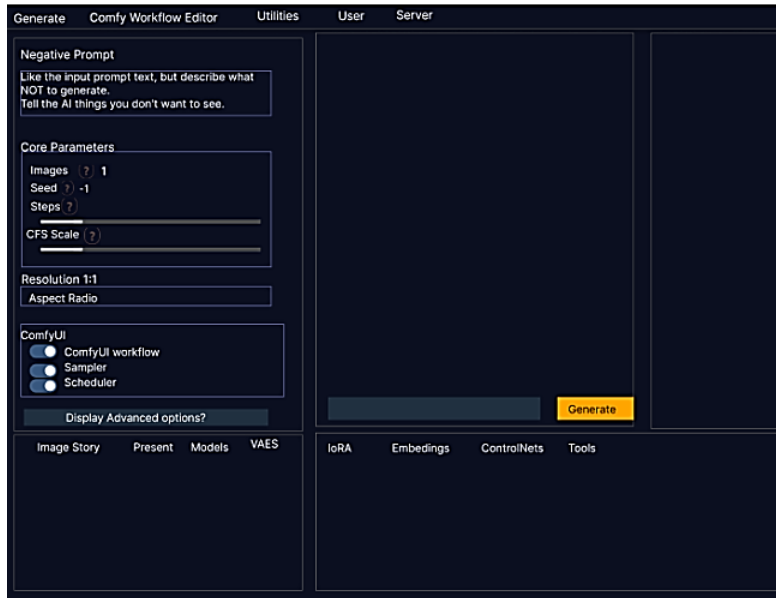 Generate Comfy Workflow Editor Utilities User Server
Negative Prompt
Like the input prompt text, but describe what
NOT to generate.
Tell the AI things you don't want to see.
Core Parameters
Images ? 1
Seed ? -1
Steps ?
CFS Scale ?
Resolution 1:1
Aspect Radio
ComfyUI
ComfyUI workflow
Sampler
Scheduler
Display Advanced options?
Generate
Image Story Present Models VAES
loRA Embedings ControlNets Tools